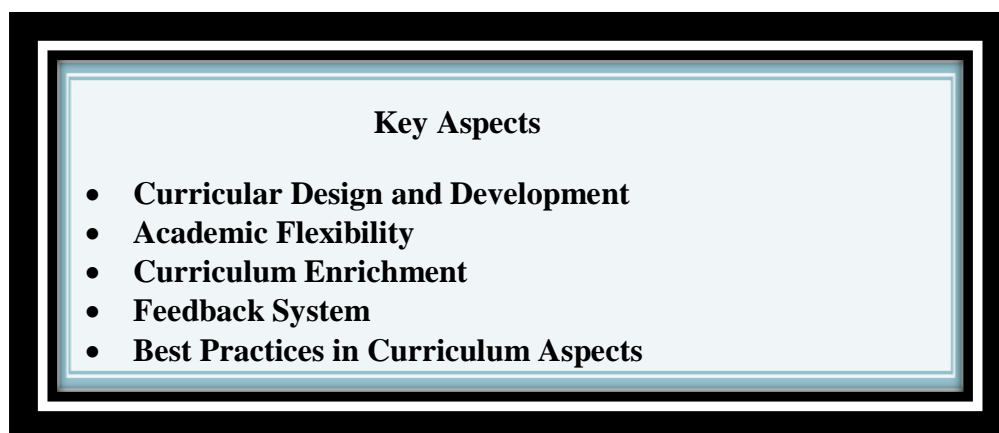 Key Aspects
• Curricular Design and Development
• Academic Flexibility
• Curriculum Enrichment
• Feedback System
• Best Practices in Curriculum Aspects